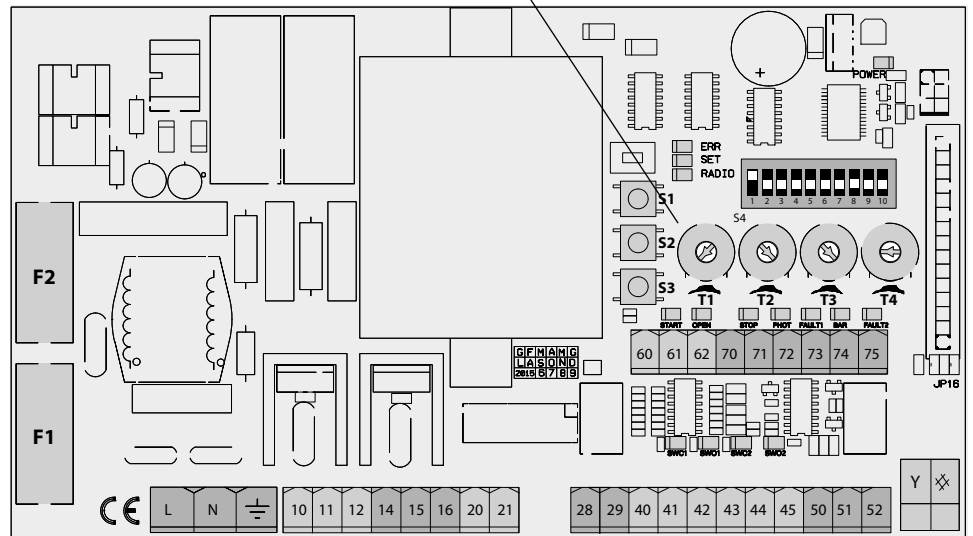 POWER
+
ERR
SET
RADIO
S1
1 2 3 4 5 6 7 8 9 10
S4
S2
F2
S3
T1 T2 T3 T4
START OPEN STOP PHOT FAULT1 BAR FAULT2
60 61 62 70 71 72 73 74 75
G F M A M G
L A S O N D
2015 6 7 8 9
JP16
F1
SWC1 SWO1 SWC2 SWO2
Y
CE L N 10 11 12 14 15 16 20 21 28 29 40 41 42 43 44 45 50 51 52